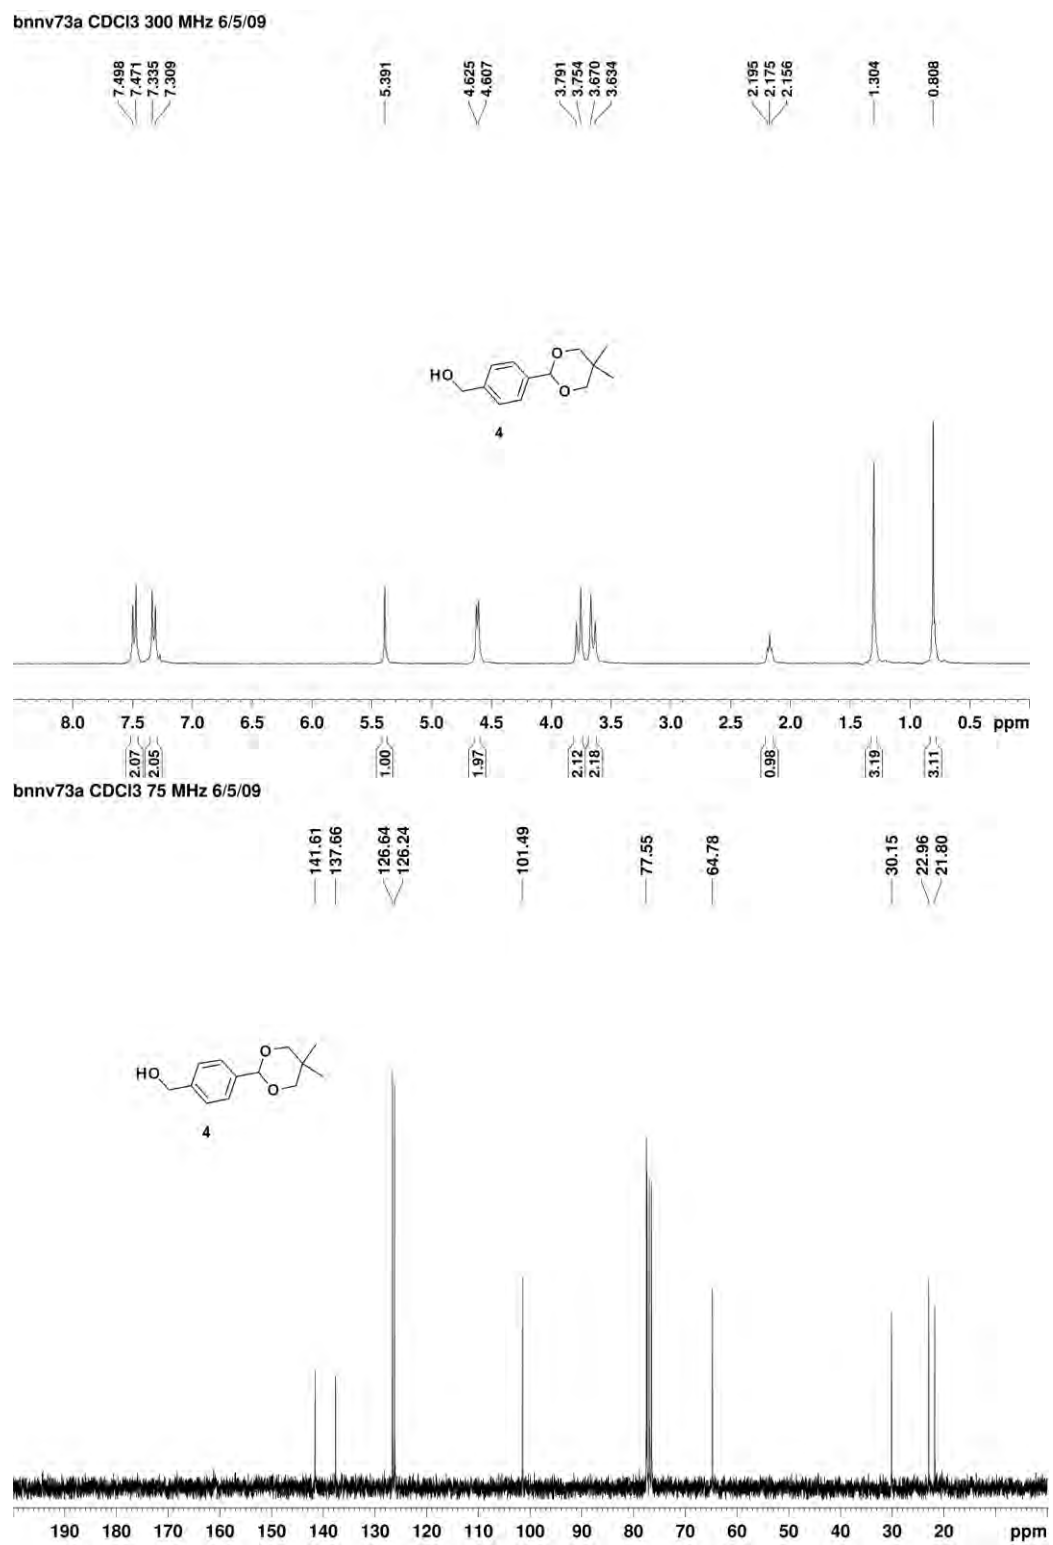 bnnv73a CDCl3 300 MHz 6/5/09
7.498
7.471
7.335
7.309
5.391
4.625
4.607
3.791
3.754
3.670
3.634
2.195
2.175
2.156
1.304
0.808
HO
O
O
4
8.0 7.5 7.0 6.5 6.0 5.5 5.0 4.5 4.0 3.5 3.0 2.5 2.0 1.5 1.0 0.5 ppm
2.07 2.05 1.00 1.97 2.12 2.18 0.98 3.19 3.11
bnnv73a CDCl3 75 MHz 6/5/09
141.61
137.66
126.64
126.24
101.49
77.55
64.78
30.15
22.96
21.80
HO
O
O
4
190 180 170 160 150 140 130 120 110 100 90 80 70 60 50 40 30 20 ppm